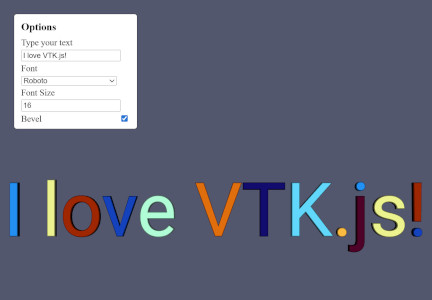 Options
Type your text
I love VTK.js!
Font
Roboto
Font Size
16
Bevel
I love VTK.js!